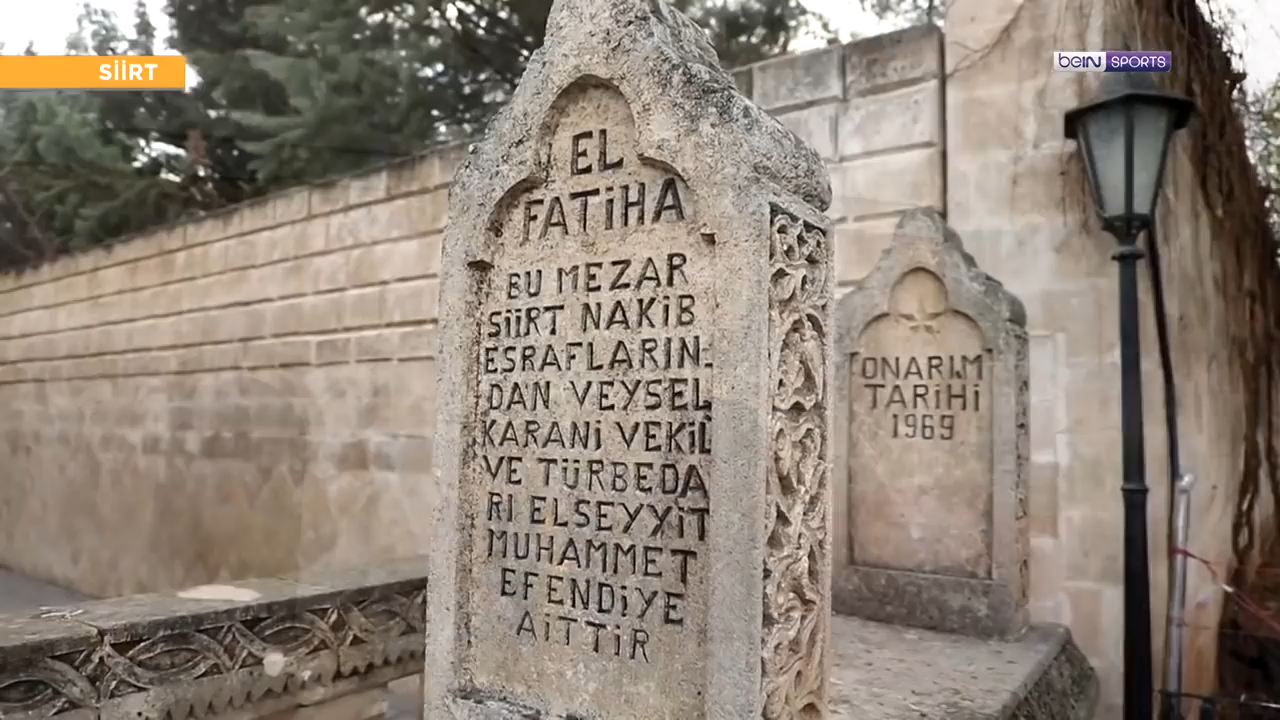 SİİRT
beIN SPORTS
EL
FATiHA
BU MEZAR
SiiRT NAKiB
ESRAFLARIN-
DAN VEYSEL
KARANi VEKiL
VE TÜRBEDA
RI ELSEYYiT
MUHAMMET
EFENDiYE
AiTTiR
ONARIM
TARiHi
1969